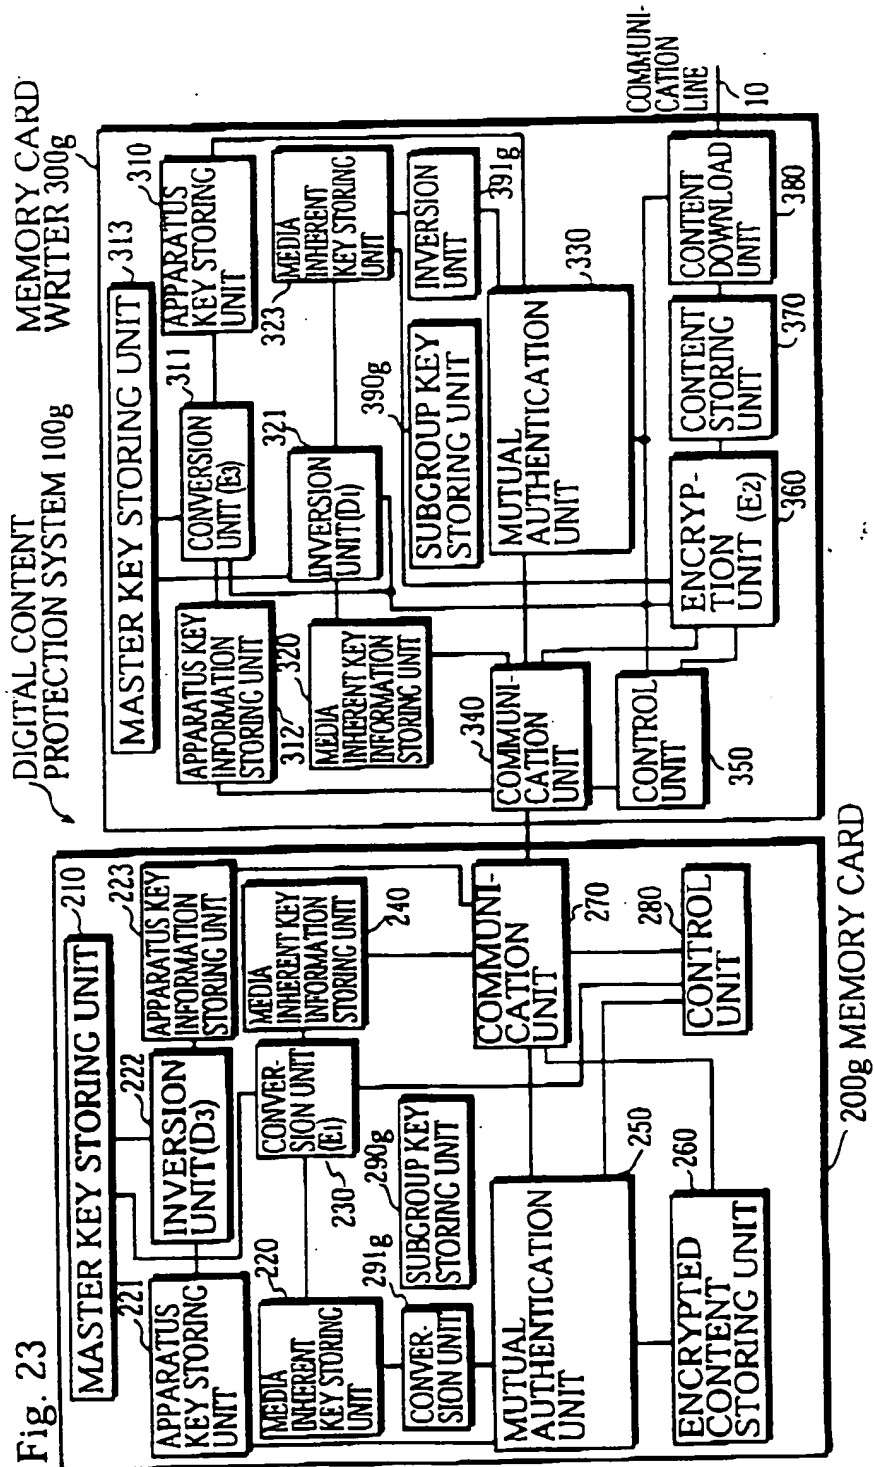 Fig. 23
DIGITAL CONTENT
PROTECTION SYSTEM 100g
MASTER KEY STORING UNIT
210
221
APPARATUS
KEY STORING
UNIT
222
INVERSION
UNIT(D3)
223
APPARATUS KEY
INFORMATION
STORING UNIT
220
MEDIA
INHERENT
KEY STORING
UNIT
CONVER-
SION UNIT
(E1)
230
MEDIA
INHERENT KEY
INFORMATION
STORING UNIT
240
291g
CONVER-
SION UNIT
290g
SUBGROUP KEY
STORING UNIT
MUTUAL
AUTHENTICATION
UNIT
250
COMMUNI-
CATION
UNIT
270
ENCRYPTED
CONTENT
STORING UNIT
260
280
CONTROL
UNIT
200g MEMORY CARD
MEMORY CARD
WRITER 300g
MASTER KEY STORING UNIT
313
APPARATUS KEY
INFORMATION
STORING UNIT
312
CONVERSION
UNIT (E3)
311
APPARATUS
KEY STORING
UNIT
310
320
MEDIA
INHERENT KEY
INFORMATION
STORING UNIT
321
INVERSION
UNIT(D1)
323
MEDIA
INHERENT
KEY STORING
UNIT
390g
SUBGROUP KEY
STORING UNIT
INVERSION
UNIT
391g
340
COMMUNI-
CATION
UNIT
MUTUAL
AUTHENTICATION
UNIT
330
CONTROL
UNIT
350
ENCRYP-
TION
UNIT (E2)
360
CONTENT
STORING
UNIT
370
CONTENT
DOWNLOAD
UNIT
380
COMMUNI-
CATION
LINE
10